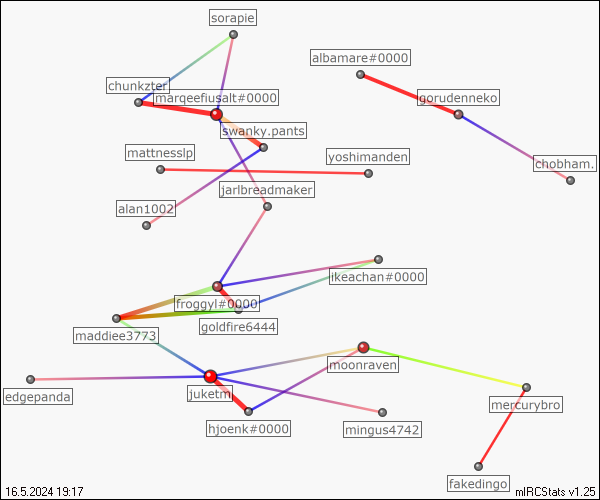 sorapie
albamare#0000
chunkzter
marqeefiusalt#0000
gorudenneko
swanky.pants
mattnesslp
yoshimanden
chobham.
jarlbreadmaker
alan1002
ikeachan#0000
froggyl#0000
goldfire6444
maddiee3773
moonraven
edgepanda
juketm
mercurybro
hjoenk#0000
mingus4742
fakedingo
16.5.2024 19:17
mIRCStats v1.25